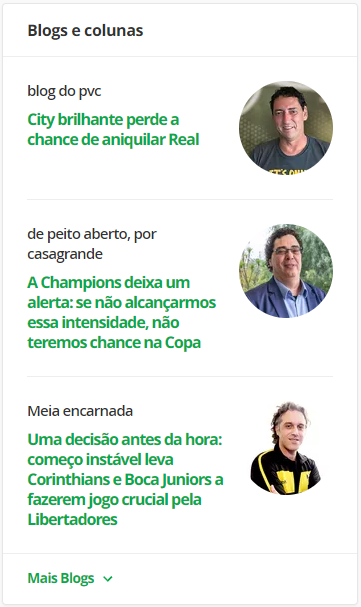 Blogs e colunas
blog do pvc
City brilhante perde a
chance de aniquilar Real
de peito aberto, por
casagrande
A Champions deixa um
alerta: se não alcançarmos
essa intensidade, não
teremos chance na Copa
Meia encarnada
Uma decisão antes da hora:
começo instável leva
Corinthians e Boca Juniors a
fazerem jogo crucial pela
Libertadores
Mais Blogs